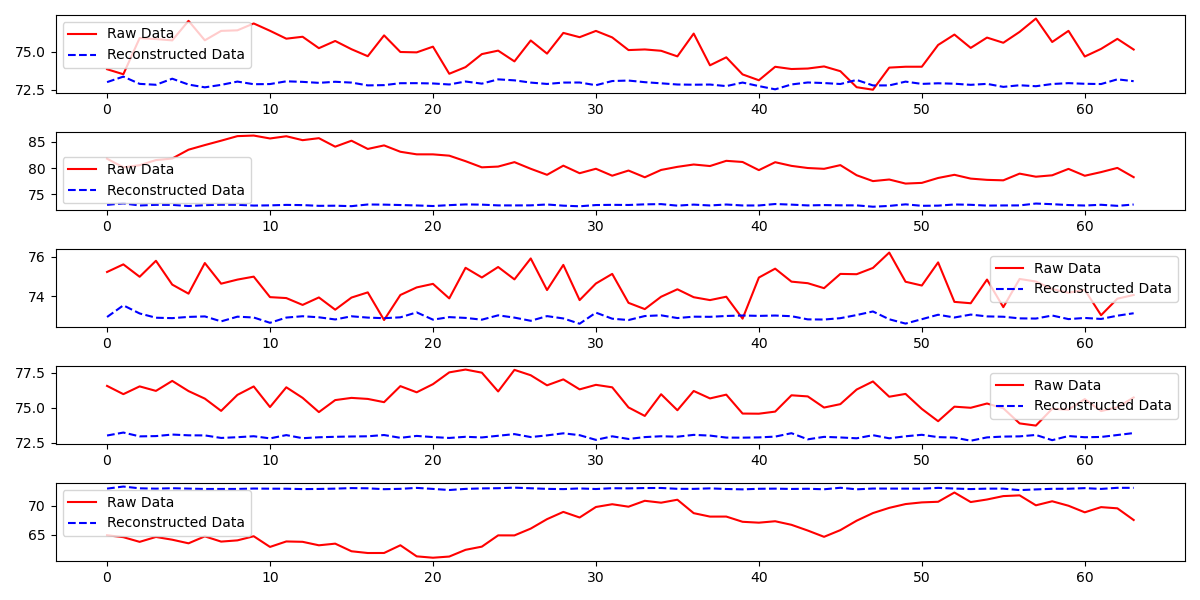 75.0
72.5
Raw Data
Reconstructed Data
0 10 20 30 40 50 60
85
80
75
Raw Data
Reconstructed Data
0 10 20 30 40 50 60
76
74
Raw Data
Reconstructed Data
0 10 20 30 40 50 60
77.5
75.0
72.5
Raw Data
Reconstructed Data
0 10 20 30 40 50 60
70
65
Raw Data
Reconstructed Data
0 10 20 30 40 50 60